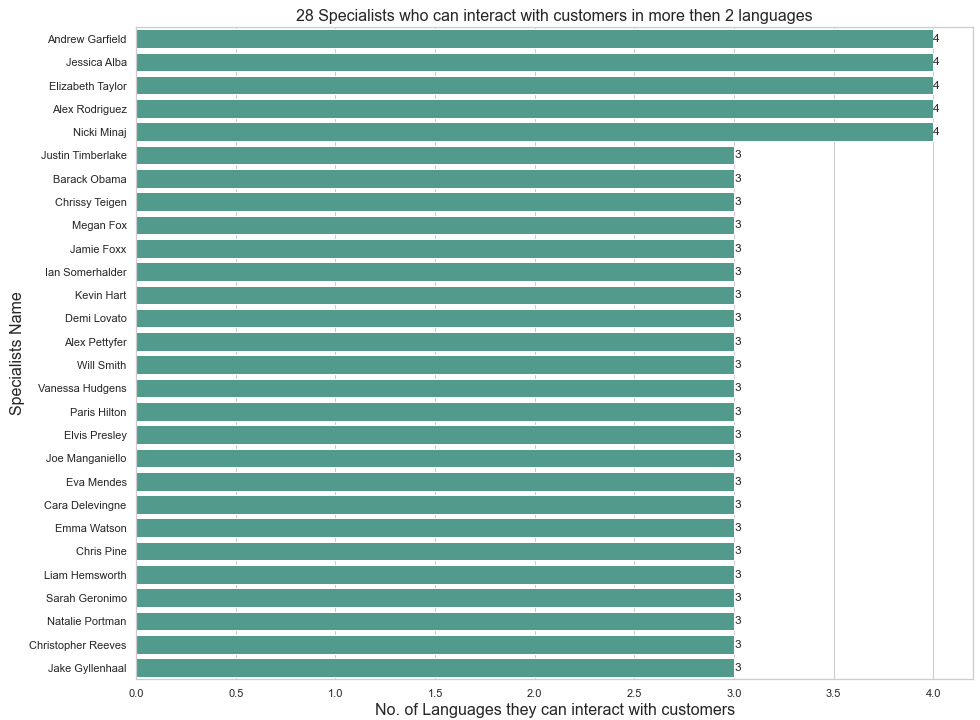 28 Specialists who can interact with customers in more then 2 languages
Andrew Garfield 4
Jessica Alba 4
Elizabeth Taylor 4
Alex Rodriguez 4
Nicki Minaj 4
Justin Timberlake 3
Barack Obama 3
Chrissy Teigen 3
Megan Fox 3
Jamie Foxx 3
Ian Somerhalder 3
Kevin Hart 3
Demi Lovato 3
Alex Pettyfer 3
Will Smith 3
Vanessa Hudgens 3
Paris Hilton 3
Elvis Presley 3
Joe Manganiello 3
Eva Mendes 3
Cara Delevingne 3
Emma Watson 3
Chris Pine 3
Liam Hemsworth 3
Sarah Geronimo 3
Natalie Portman 3
Christopher Reeves 3
Jake Gyllenhaal 3
Specialists Name
0.0 0.5 1.0 1.5 2.0 2.5 3.0 3.5 4.0
No. of Languages they can interact with customers